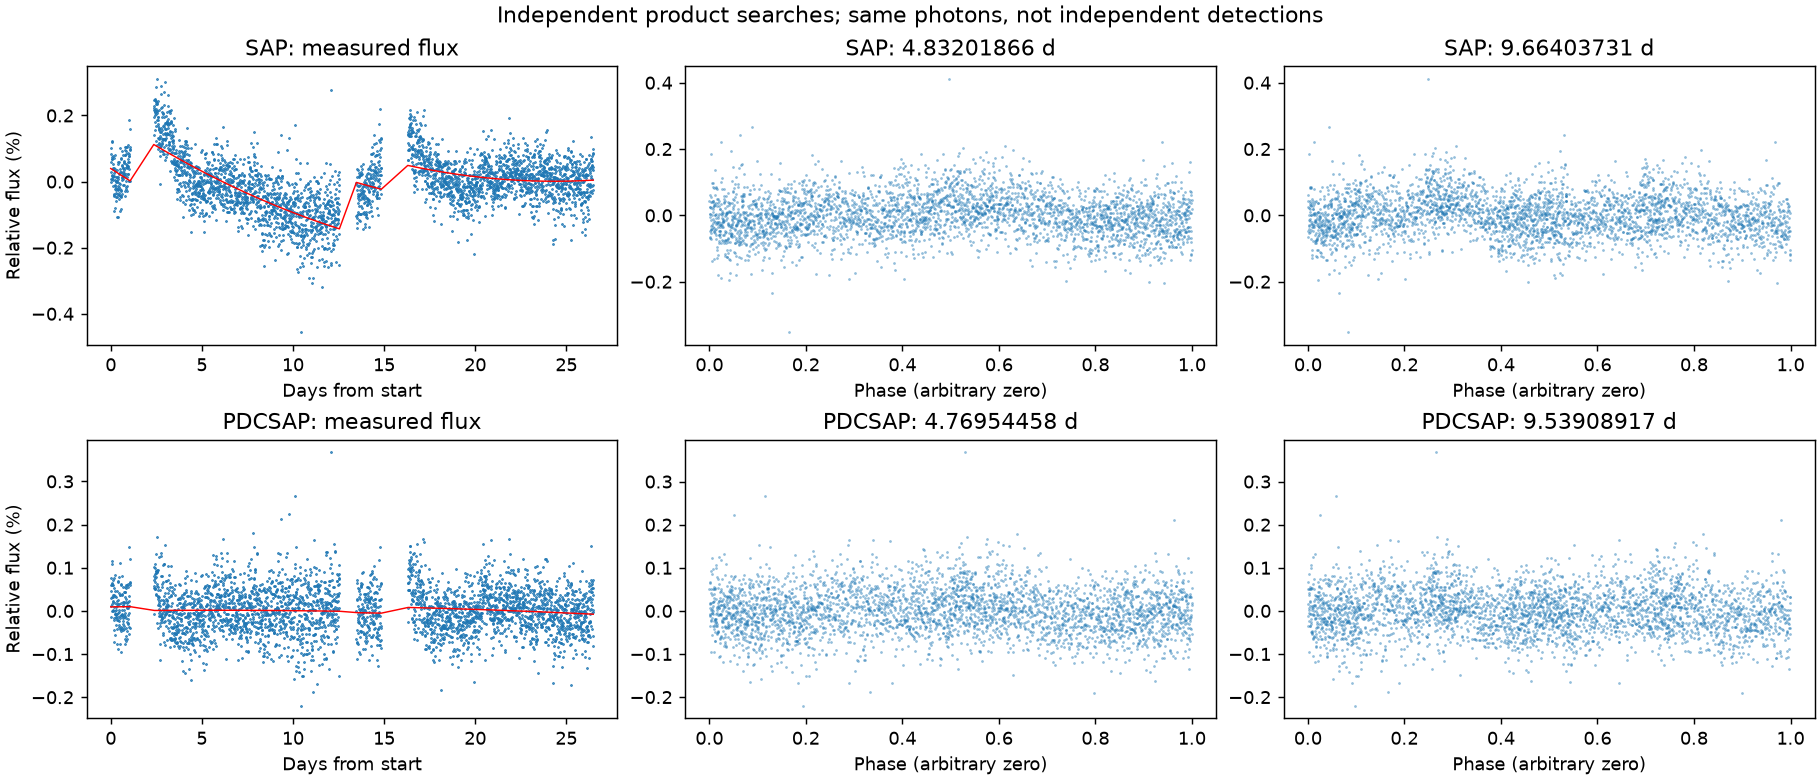 Independent product searches; same photons, not independent detections
SAP: measured flux
SAP: 4.83201866 d
SAP: 9.66403731 d
Relative flux (%)
0.2
0.0
−0.2
−0.4
0.4
0.2
0.0
−0.2
0.4
0.2
0.0
−0.2
0 5 10 15 20 25
0.0 0.2 0.4 0.6 0.8 1.0
0.0 0.2 0.4 0.6 0.8 1.0
Days from start
Phase (arbitrary zero)
Phase (arbitrary zero)
PDCSAP: measured flux
PDCSAP: 4.76954458 d
PDCSAP: 9.53908917 d
Relative flux (%)
0.3
0.2
0.1
0.0
−0.1
−0.2
0.3
0.2
0.1
0.0
−0.1
−0.2
0.3
0.2
0.1
0.0
−0.1
−0.2
0 5 10 15 20 25
0.0 0.2 0.4 0.6 0.8 1.0
0.0 0.2 0.4 0.6 0.8 1.0
Days from start
Phase (arbitrary zero)
Phase (arbitrary zero)